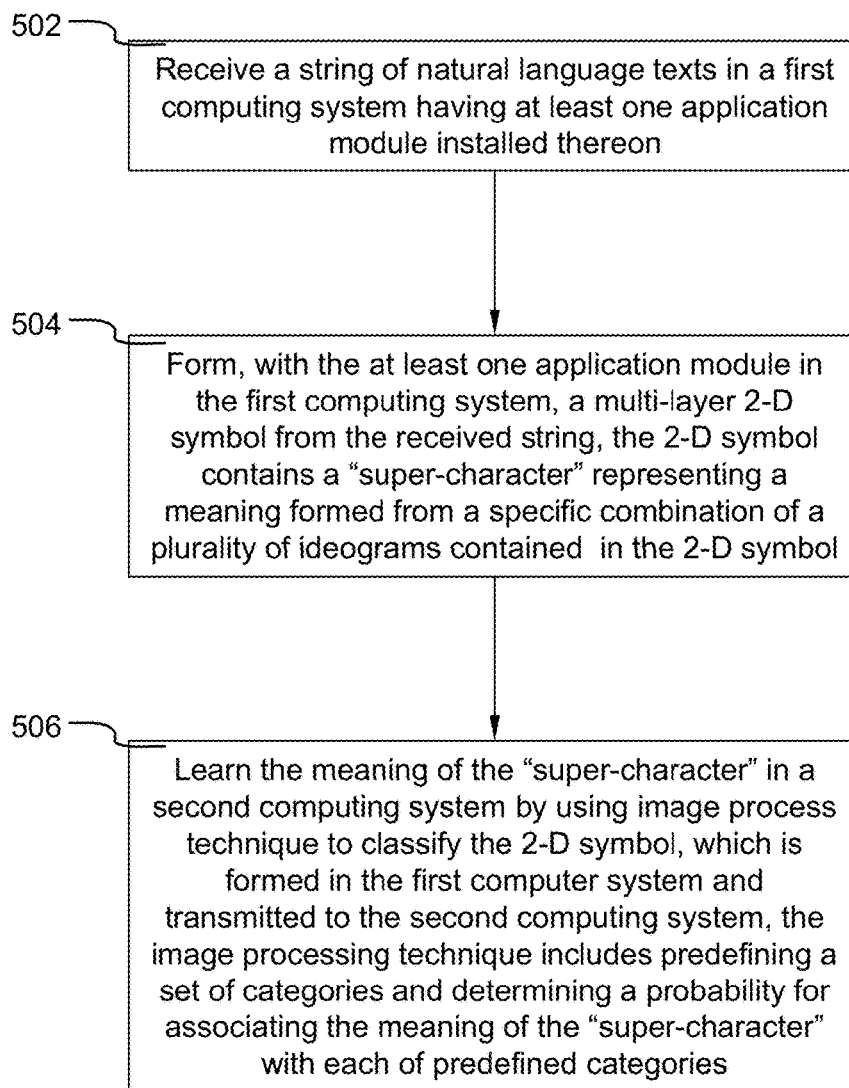 502
Receive a string of natural language texts in a first
computing system having at least one application
module installed thereon
504
Form, with the at least one application module in
the first computing system, a multi-layer 2-D
symbol from the received string, the 2-D symbol
contains a “super-character” representing a
meaning formed from a specific combination of a
plurality of ideograms contained in the 2-D symbol
506
Learn the meaning of the “super-character” in a
second computing system by using image process
technique to classify the 2-D symbol, which is
formed in the first computer system and
transmitted to the second computing system, the
image processing technique includes predefining a
set of categories and determining a probability for
associating the meaning of the “super-character”
with each of predefined categories